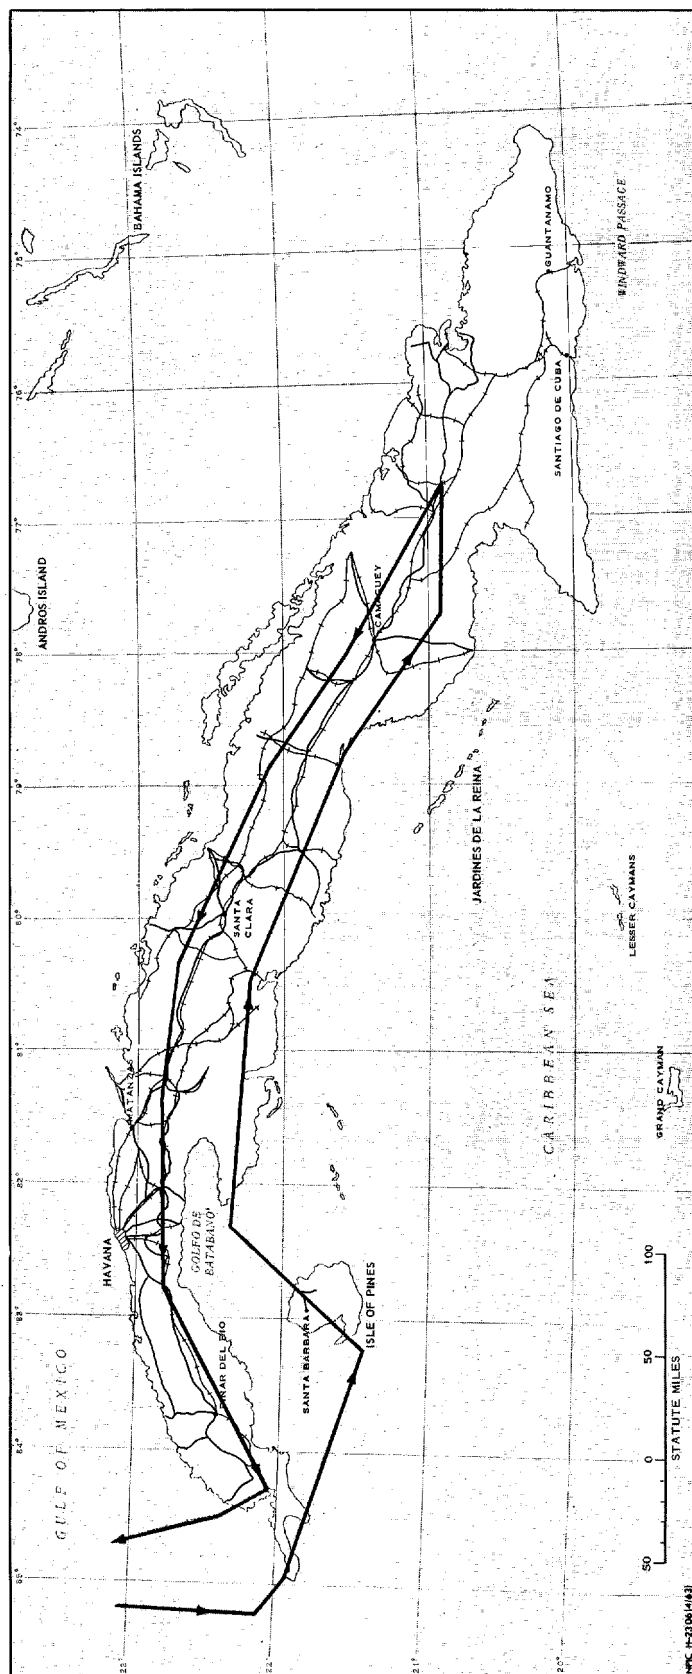 GULF OF MEXICO
HAVANA
MATANZAS
PINAR DEL RIO
GOLFO DE
BATABANO
SANTA BARBARA
ISLE OF PINES
SANTA
CLARA
CAMAGUEY
ANDROS ISLAND
BAHAMA ISLANDS
JARDINES DE LA REINA
CARIBBEAN SEA
LESSER CAYMANS
GRAND CAYMAN
SANTIAGO DE CUBA
GUANTANAMO
WINDWARD PASSAGE
85°
84°
83°
82°
81°
80°
79°
78°
77°
76°
75°
74°
22°
21°
20°
50
0
50
100
STATUTE MILES